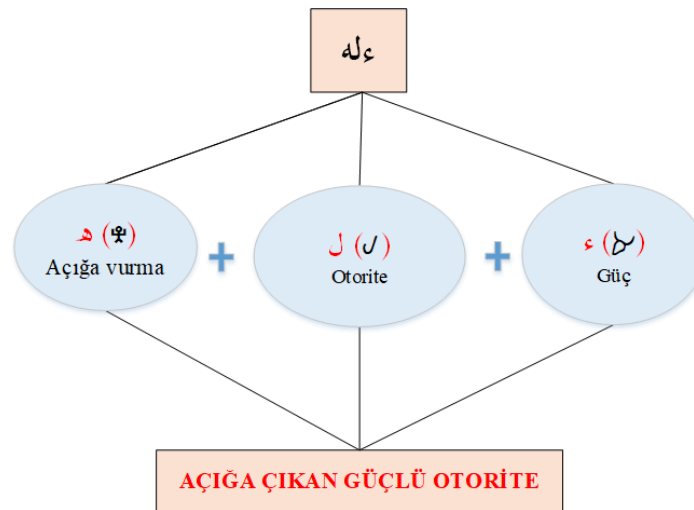 ءله
ه ( )
Açığa vurma
+
ل ( )
Otorite
+
ء ( )
Güç
AÇIĞA ÇIKAN GÜÇLÜ OTORİTE